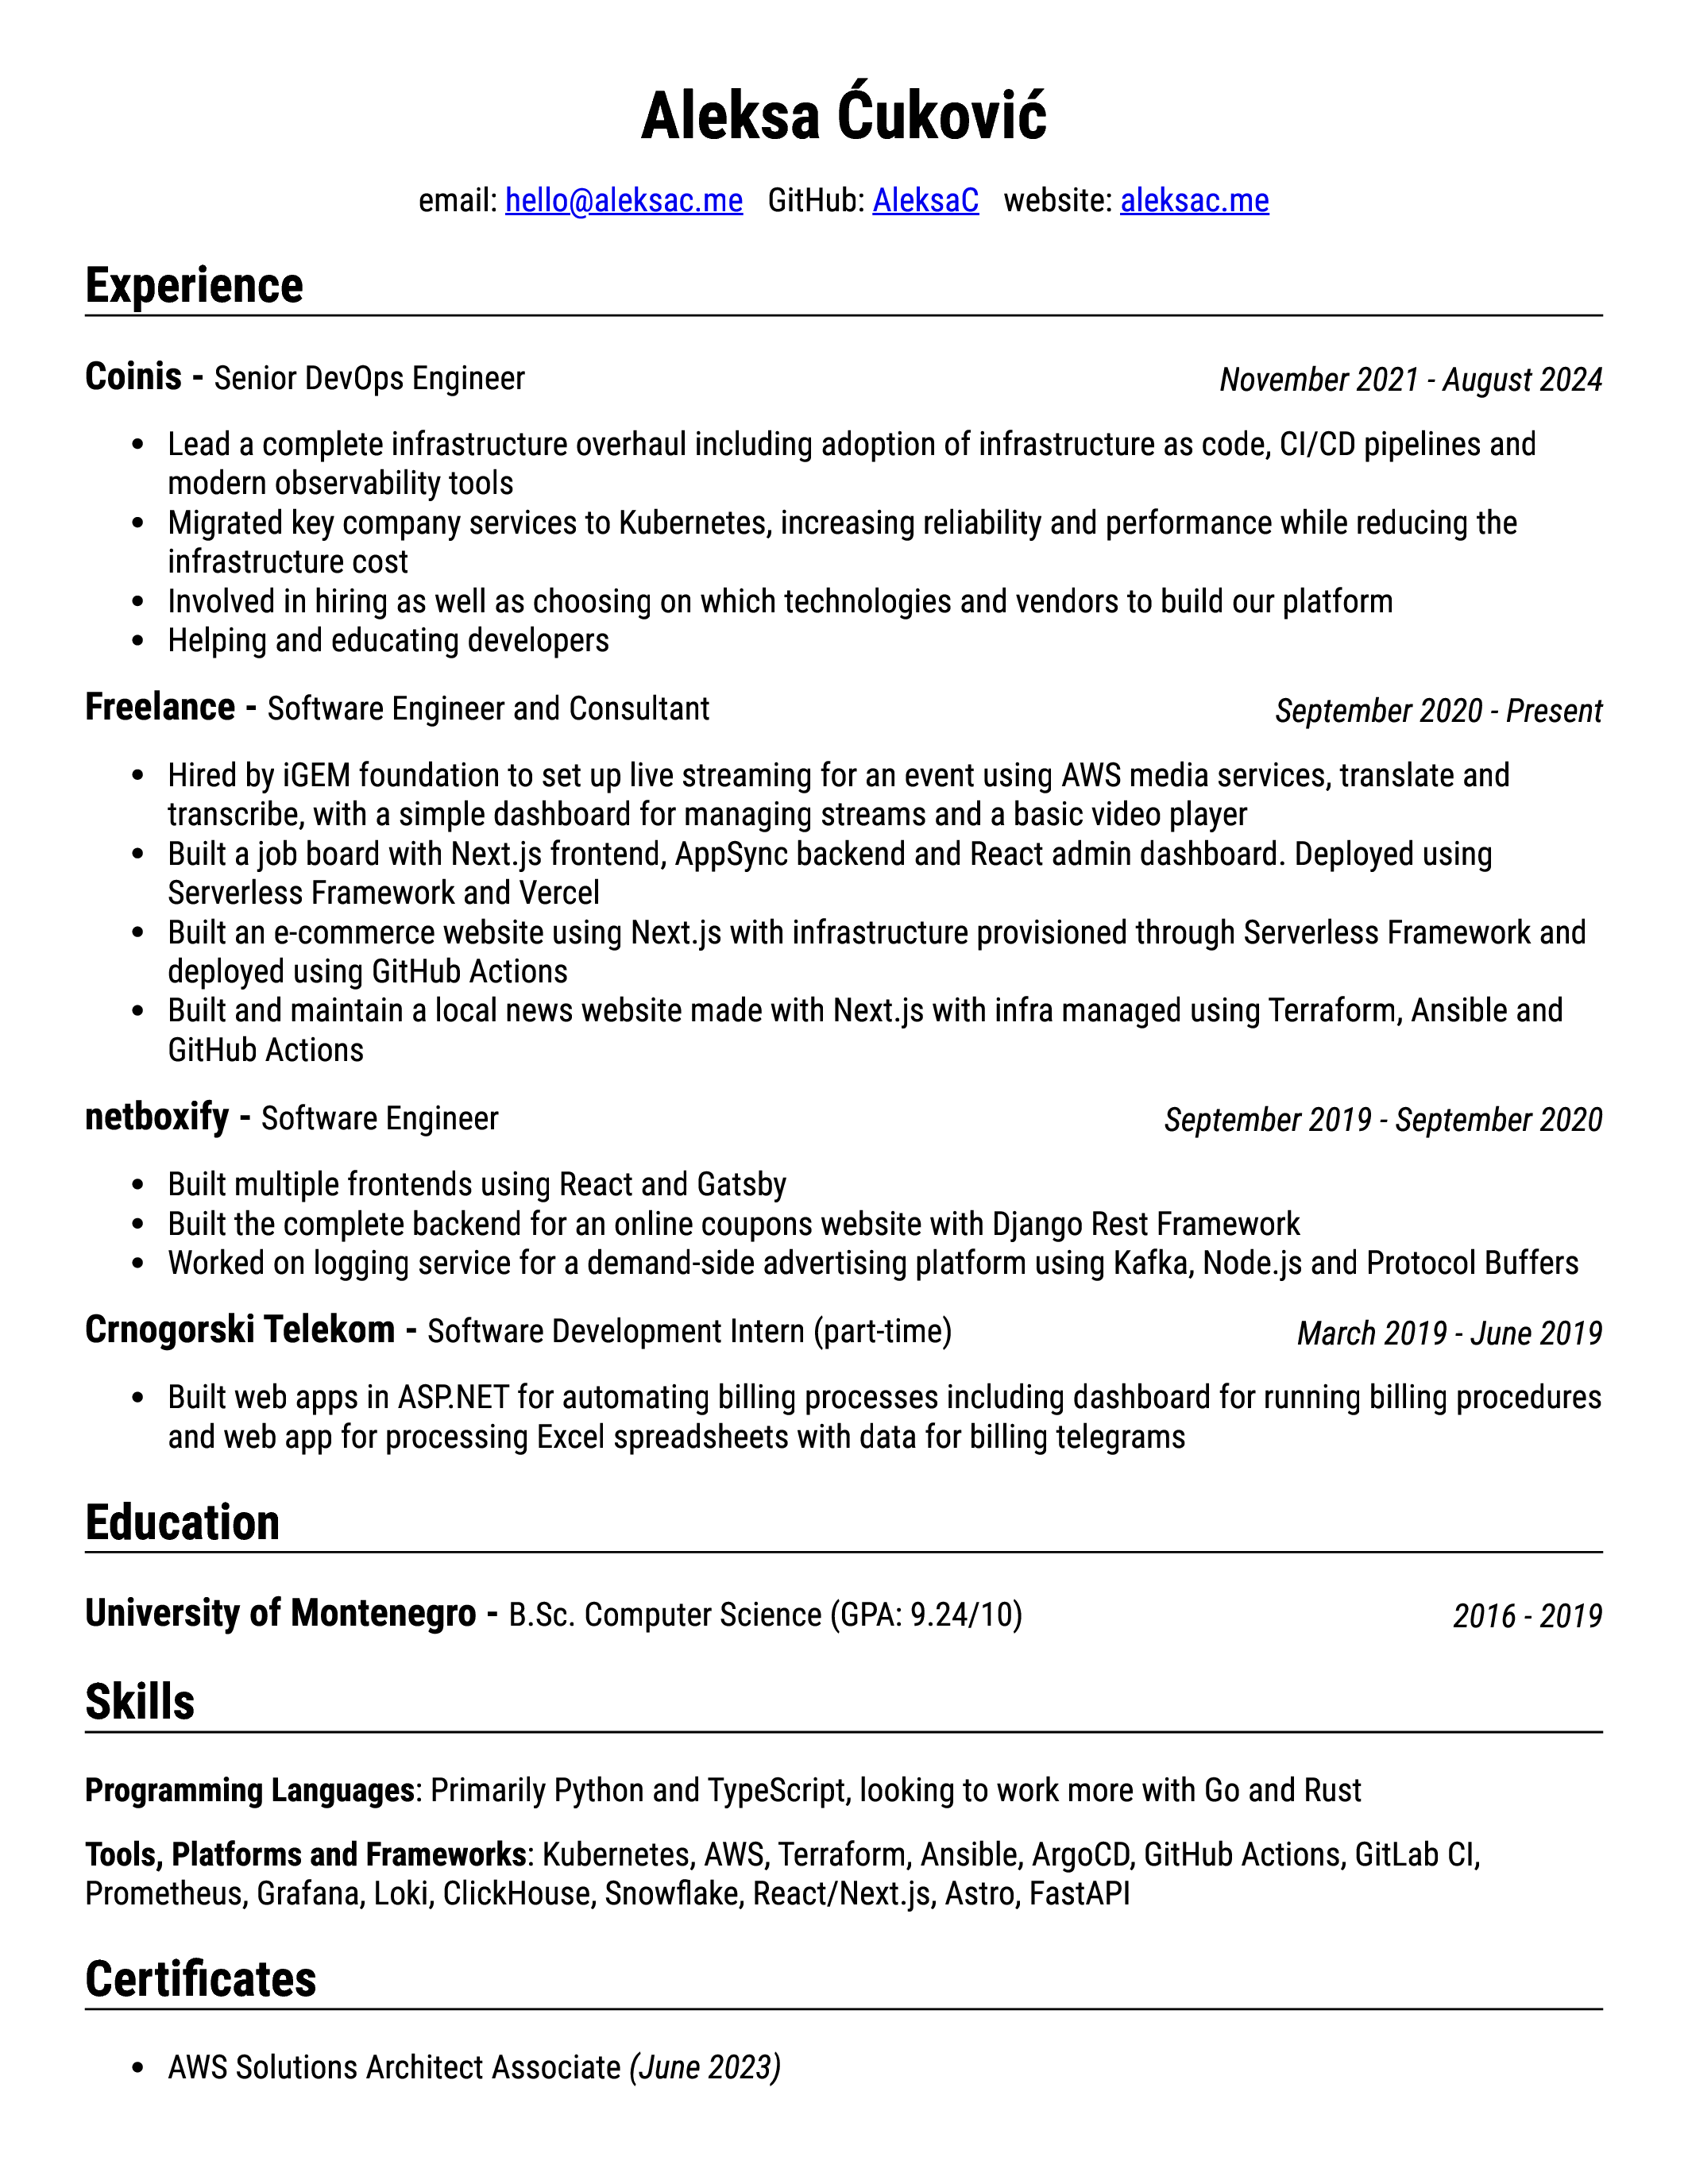 Aleksa Ćuković
email: hello@aleksac.me GitHub: AleksaC website: aleksac.me
Experience
Coinis - Senior DevOps Engineer November 2021 - August 2024
• Lead a complete infrastructure overhaul including adoption of infrastructure as code, CI/CD pipelines and
modern observability tools
• Migrated key company services to Kubernetes, increasing reliability and performance while reducing the
infrastructure cost
• Involved in hiring as well as choosing on which technologies and vendors to build our platform
• Helping and educating developers
Freelance - Software Engineer and Consultant September 2020 - Present
• Hired by iGEM foundation to set up live streaming for an event using AWS media services, translate and
transcribe, with a simple dashboard for managing streams and a basic video player
• Built a job board with Next.js frontend, AppSync backend and React admin dashboard. Deployed using
Serverless Framework and Vercel
• Built an e-commerce website using Next.js with infrastructure provisioned through Serverless Framework and
deployed using GitHub Actions
• Built and maintain a local news website made with Next.js with infra managed using Terraform, Ansible and
GitHub Actions
netboxify - Software Engineer September 2019 - September 2020
• Built multiple frontends using React and Gatsby
• Built the complete backend for an online coupons website with Django Rest Framework
• Worked on logging service for a demand-side advertising platform using Kafka, Node.js and Protocol Buffers
Crnogorski Telekom - Software Development Intern (part-time) March 2019 - June 2019
• Built web apps in ASP.NET for automating billing processes including dashboard for running billing procedures
and web app for processing Excel spreadsheets with data for billing telegrams
Education
University of Montenegro - B.Sc. Computer Science (GPA: 9.24/10) 2016 - 2019
Skills
Programming Languages: Primarily Python and TypeScript, looking to work more with Go and Rust
Tools, Platforms and Frameworks: Kubernetes, AWS, Terraform, Ansible, ArgoCD, GitHub Actions, GitLab CI,
Prometheus, Grafana, Loki, ClickHouse, Snowflake, React/Next.js, Astro, FastAPI
Certificates
• AWS Solutions Architect Associate (June 2023)